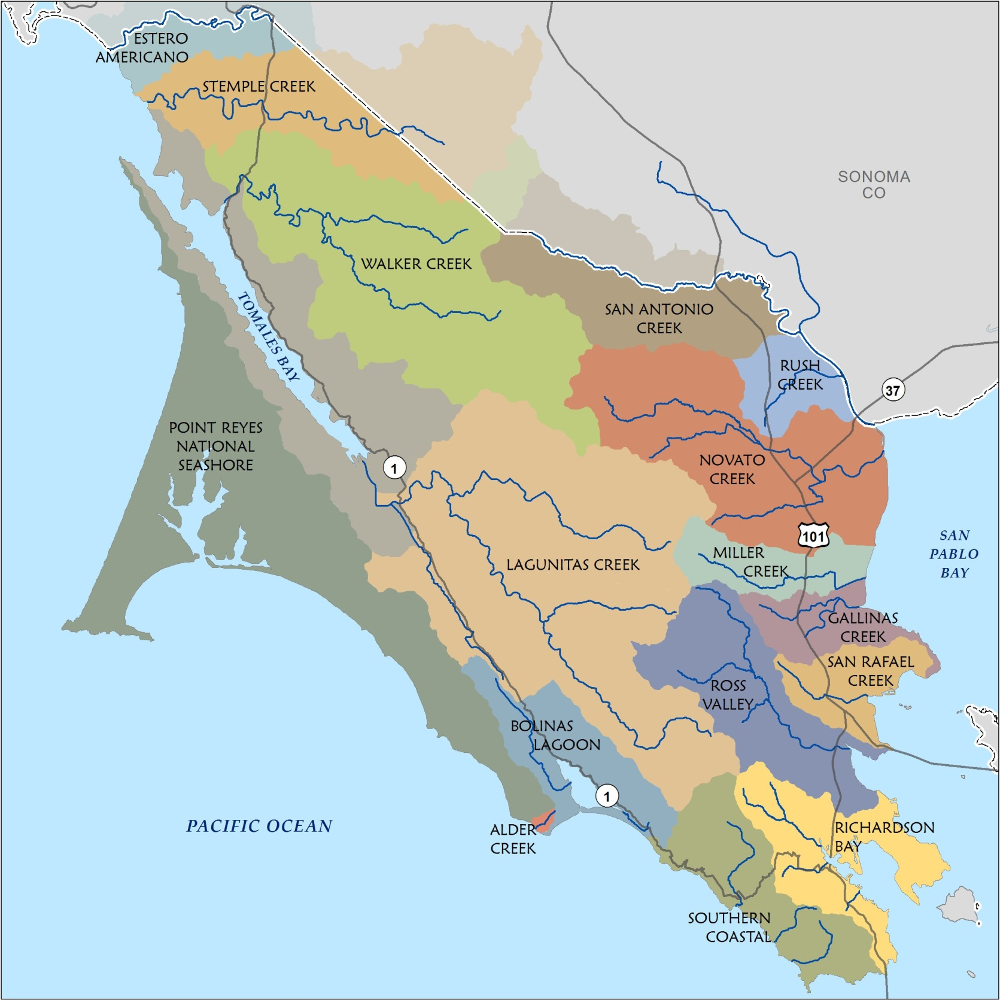 ESTERO
AMERICANO
STEMPLE CREEK
SONOMA
CO
WALKER CREEK
SAN ANTONIO
CREEK
TOMALES BAY
RUSH
CREEK
37
POINT REYES
NATIONAL
SEASHORE
1
NOVATO
CREEK
101
SAN
PABLO
BAY
MILLER
CREEK
LAGUNITAS CREEK
GALLINAS
CREEK
SAN RAFAEL
CREEK
ROSS
VALLEY
BOLINAS
LAGOON
1
PACIFIC OCEAN
ALDER
CREEK
RICHARDSON
BAY
SOUTHERN
COASTAL